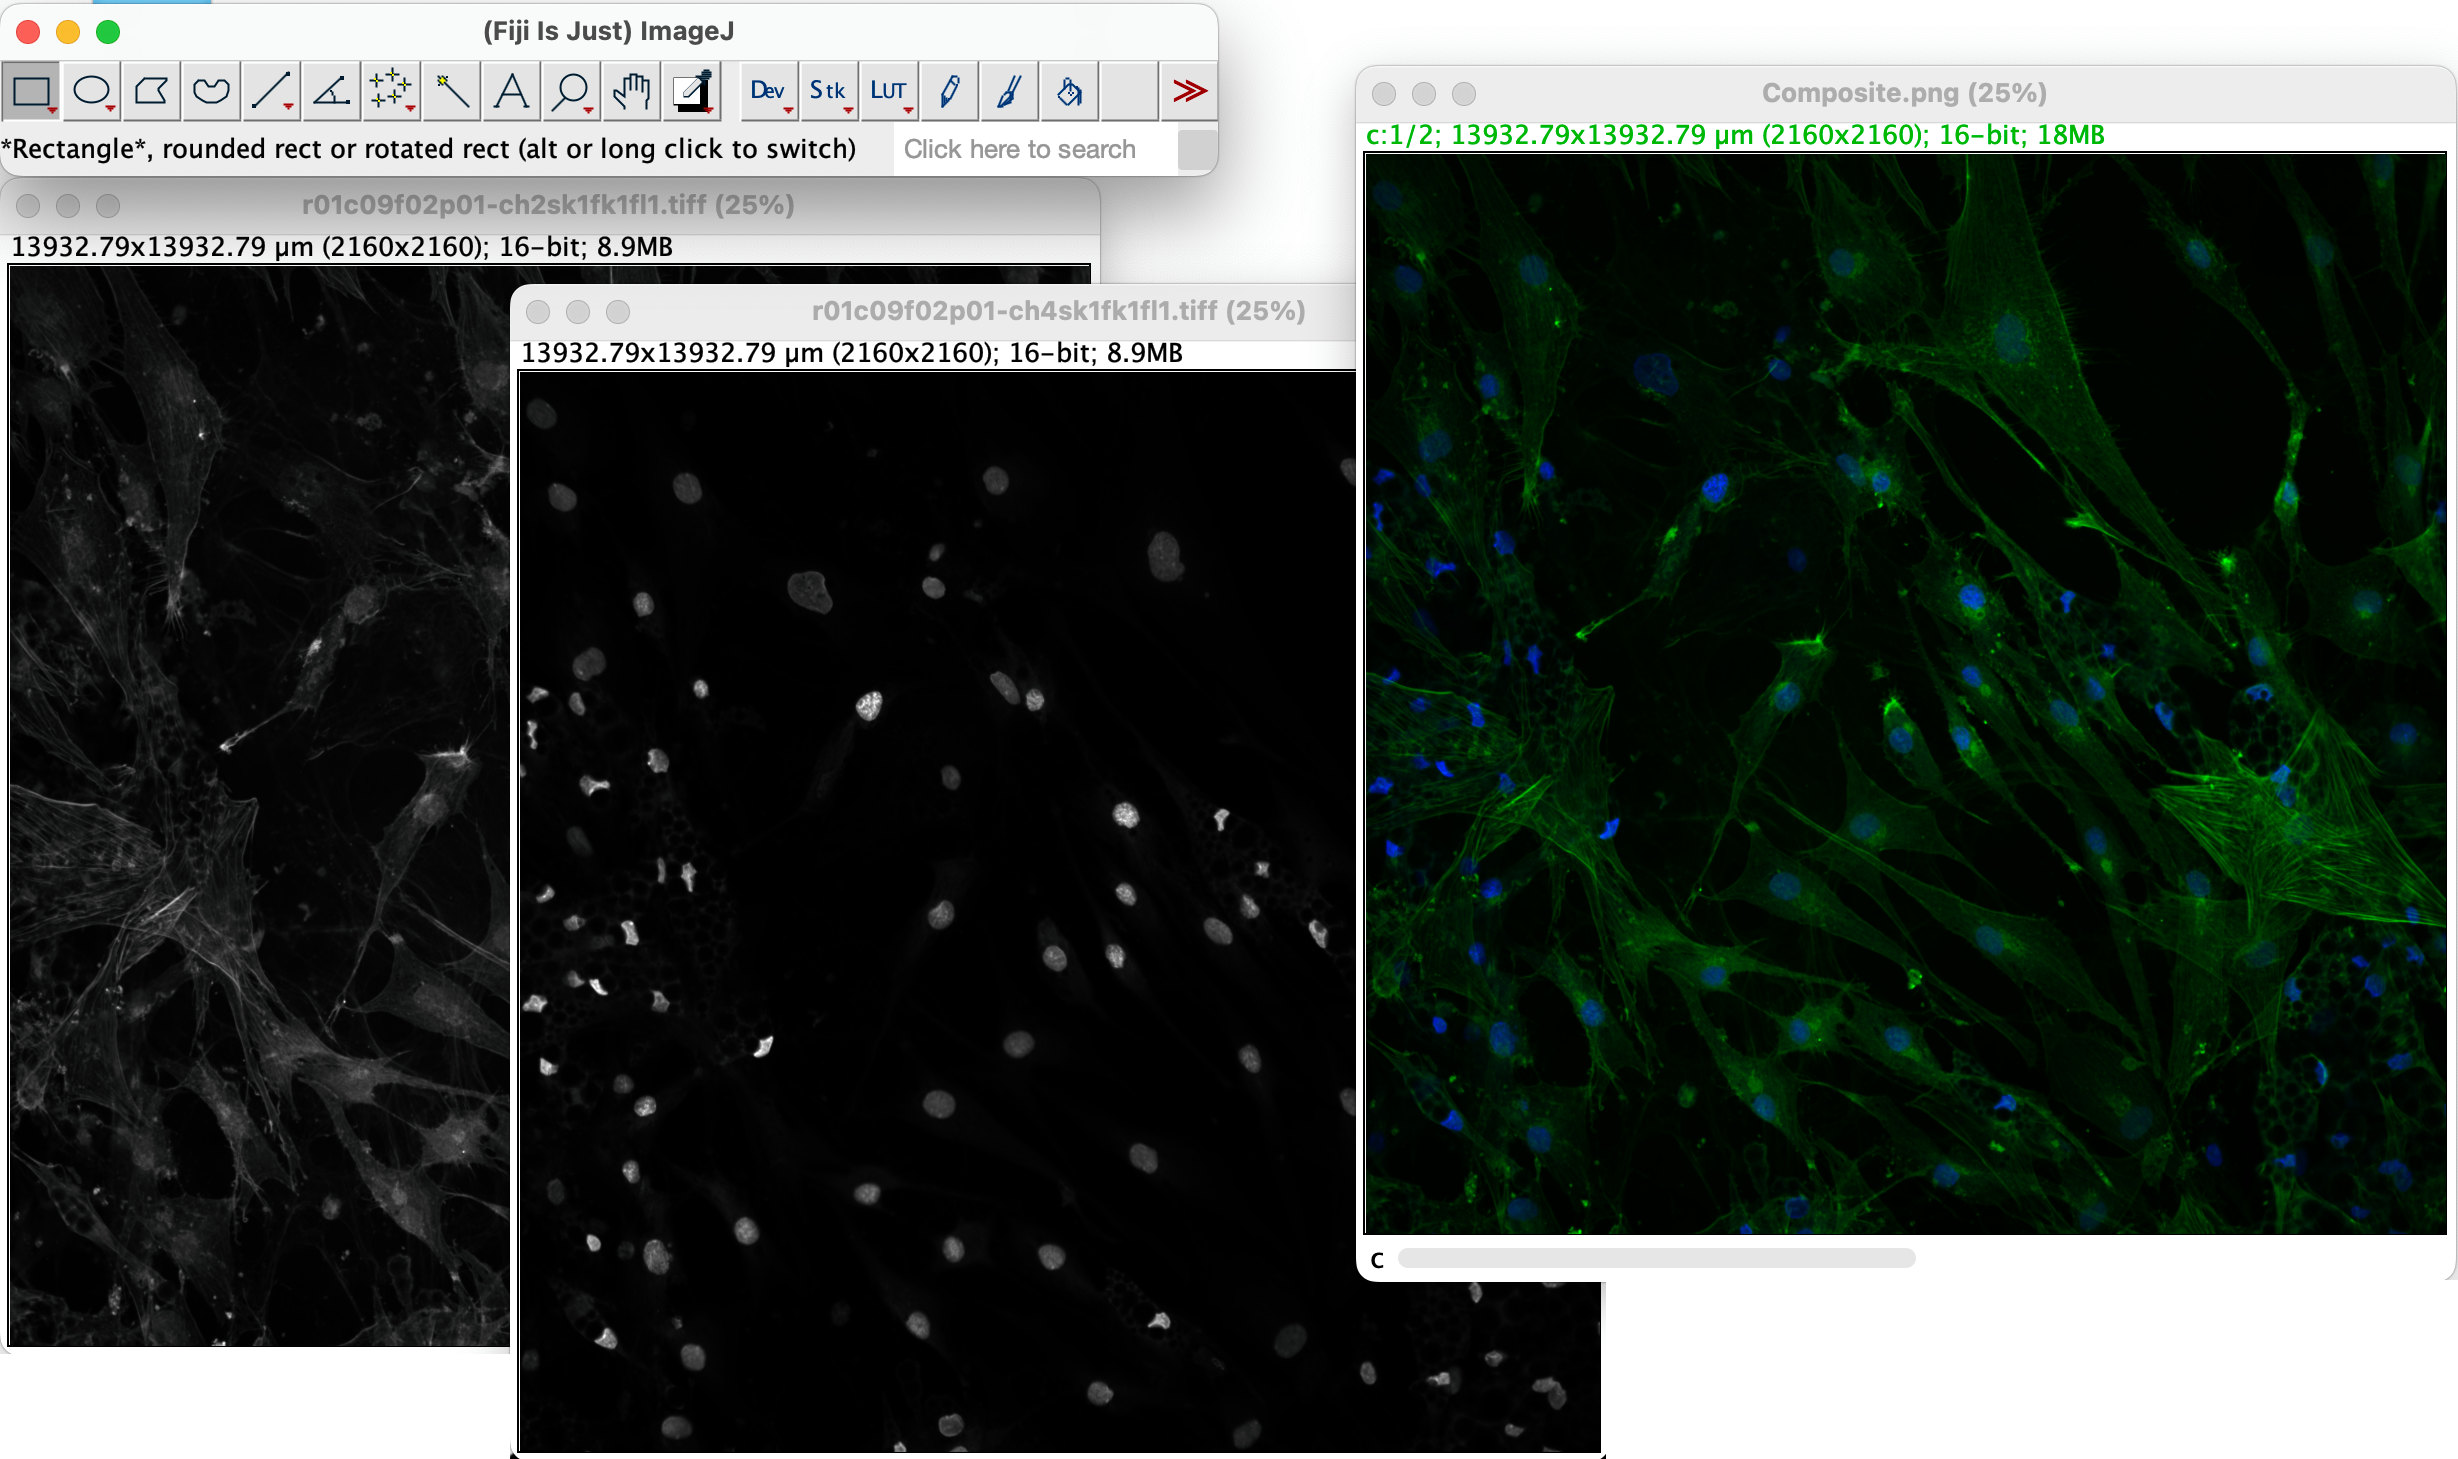 (Fiji Is Just) ImageJ
Dev Stk LUT
*Rectangle*, rounded rect or rotated rect (alt or long click to switch)
Click here to search
r01c09f02p01-ch2sk1fk1fl1.tiff (25%)
13932.79x13932.79 µm (2160x2160); 16-bit; 8.9MB
r01c09f02p01-ch4sk1fk1fl1.tiff (25%)
13932.79x13932.79 µm (2160x2160); 16-bit; 8.9MB
Composite.png (25%)
c:1/2; 13932.79x13932.79 µm (2160x2160); 16-bit; 18MB
c